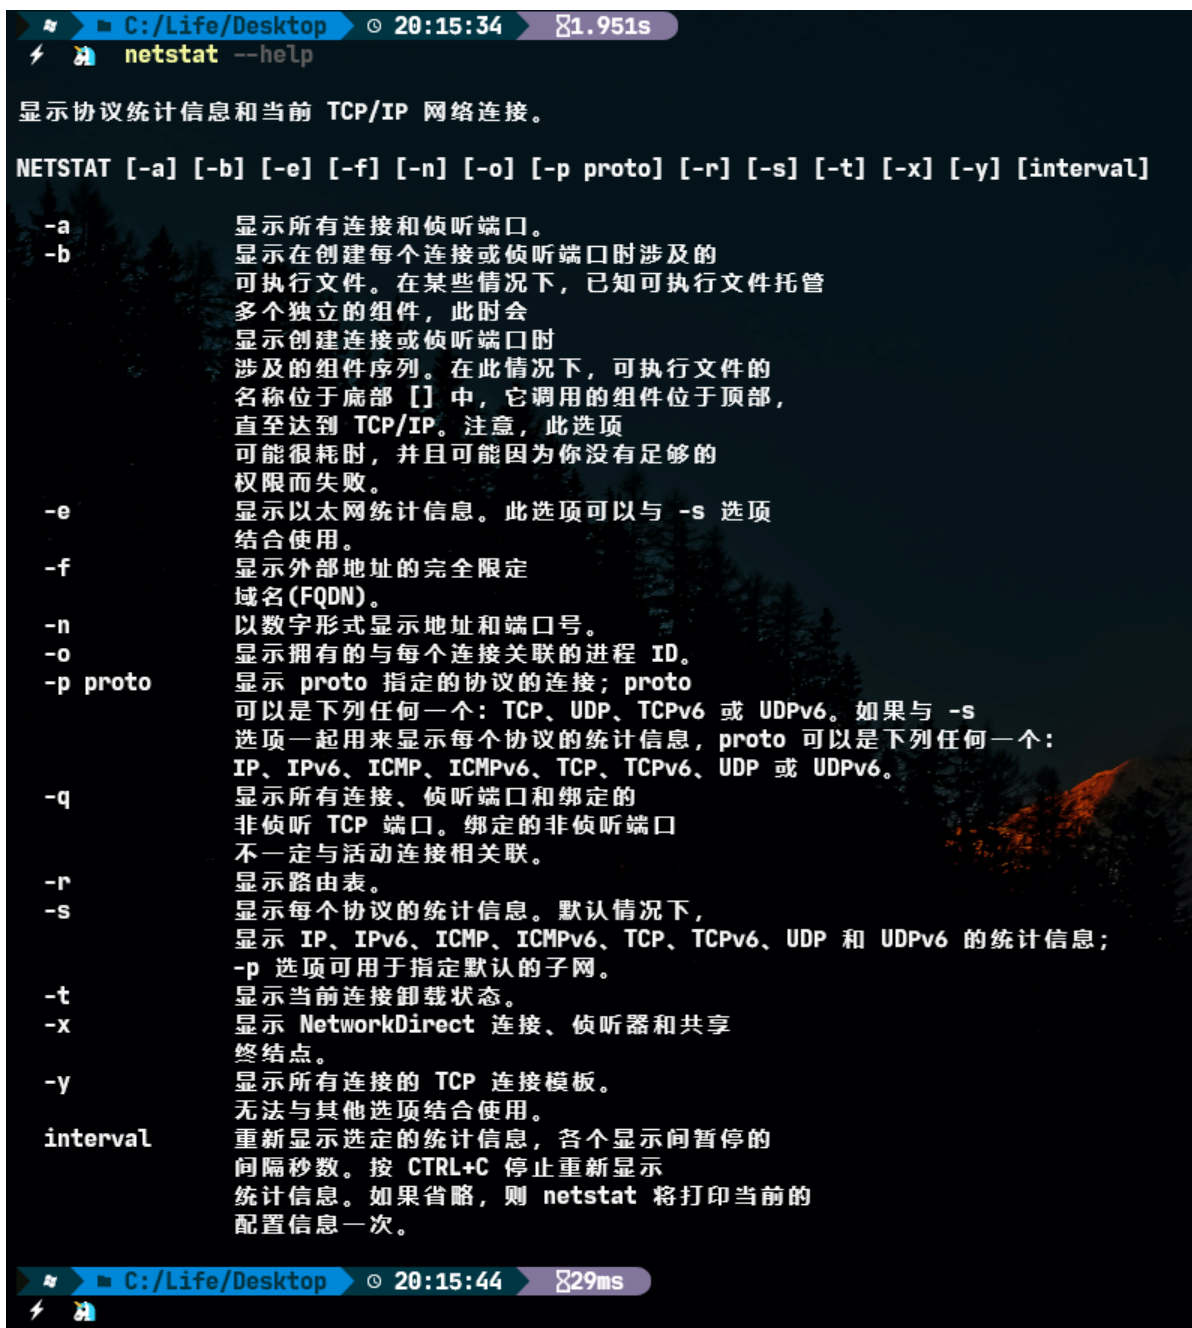 C:/Life/Desktop 20:15:34 1.951s
netstat --help
显示协议统计信息和当前 TCP/IP 网络连接。
NETSTAT [-a] [-b] [-e] [-f] [-n] [-o] [-p proto] [-r] [-s] [-t] [-x] [-y] [interval]
-a 显示所有连接和侦听端口。
-b 显示在创建每个连接或侦听端口时涉及的
可执行文件。在某些情况下，已知可执行文件托管
多个独立的组件，此时会
显示创建连接或侦听端口时
涉及的组件序列。在此情况下，可执行文件的
名称位于底部 [] 中，它调用的组件位于顶部，
直至达到 TCP/IP。注意，此选项
可能很耗时，并且可能因为你没有足够的
权限而失败。
-e 显示以太网统计信息。此选项可以与 -s 选项
结合使用。
-f 显示外部地址的完全限定
域名(FQDN)。
-n 以数字形式显示地址和端口号。
-o 显示拥有的与每个连接关联的进程 ID。
-p proto 显示 proto 指定的协议的连接；proto
可以是下列任何一个: TCP、UDP、TCPv6 或 UDPv6。如果与 -s
选项一起用来显示每个协议的统计信息，proto 可以是下列任何一个:
IP、IPv6、ICMP、ICMPv6、TCP、TCPv6、UDP 或 UDPv6。
-q 显示所有连接、侦听端口和绑定的
非侦听 TCP 端口。绑定的非侦听端口
不一定与活动连接相关联。
-r 显示路由表。
-s 显示每个协议的统计信息。默认情况下，
显示 IP、IPv6、ICMP、ICMPv6、TCP、TCPv6、UDP 和 UDPv6 的统计信息;
-p 选项可用于指定默认的子网。
-t 显示当前连接卸载状态。
-x 显示 NetworkDirect 连接、侦听器和共享
终结点。
-y 显示所有连接的 TCP 连接模板。
无法与其他选项结合使用。
interval 重新显示选定的统计信息，各个显示间暂停的
间隔秒数。按 CTRL+C 停止重新显示
统计信息。如果省略，则 netstat 将打印当前的
配置信息一次。
C:/Life/Desktop 20:15:44 29ms